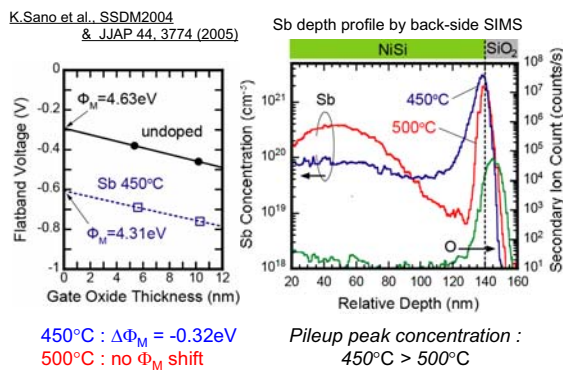 K.Sano et al., SSDM2004
& JJAP 44, 3774 (2005)
Sb depth profile by back-side SIMS
NiSi
SiO2
Flatband Voltage (V)
0
-0.2
-0.4
-0.6
-0.8
-1
ΦM=4.63eV
undoped
Sb 450°C
ΦM=4.31eV
0 2 4 6 8 10 12
Gate Oxide Thickness (nm)
Sb Concentration (cm-3)
10^21
10^20
10^19
10^18
Sb
450°C
500°C
O
10^8
10^7
10^6
10^5
10^4
10^3
10^2
10^1
Secondary Ion Count (counts/s)
20 40 60 80 100 120 140 160
Relative Depth (nm)
450°C : ΔΦM = -0.32eV
500°C : no ΦM shift
Pileup peak concentration :
450°C > 500°C